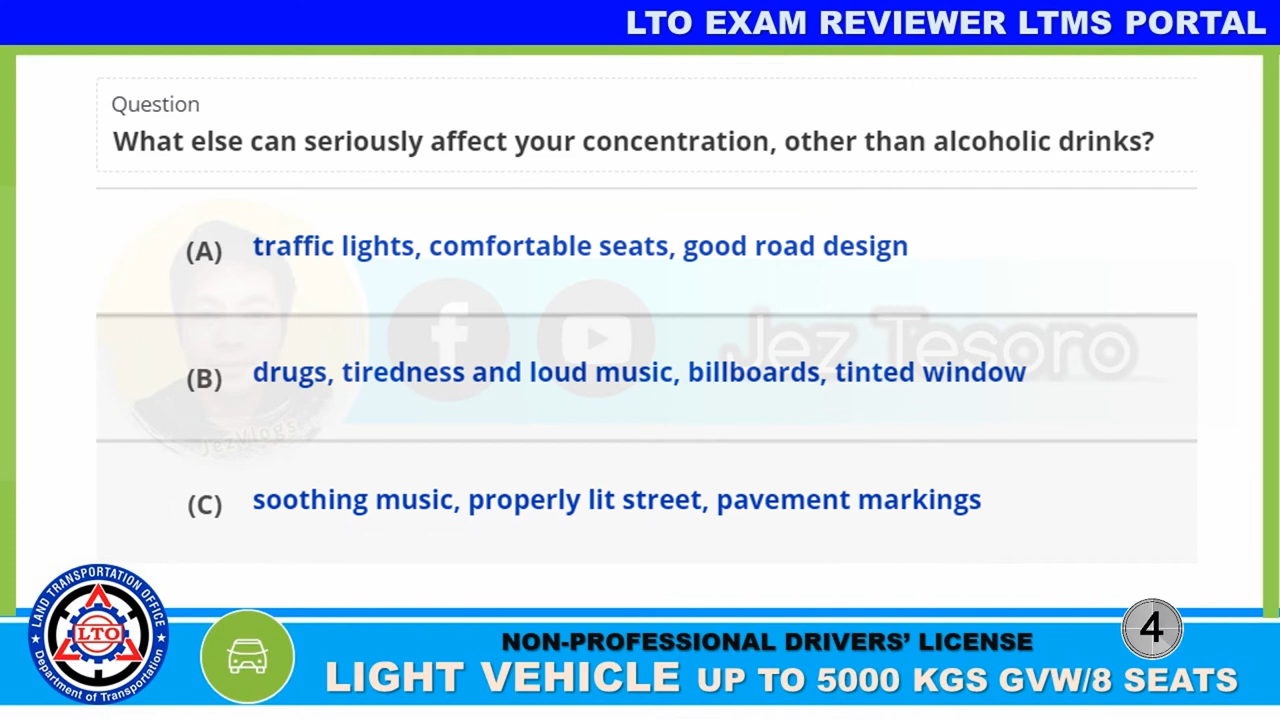 LTO EXAM REVIEWER LTMS PORTAL
Question
What else can seriously affect your concentration, other than alcoholic drinks?
(A) traffic lights, comfortable seats, good road design
Jez Tesoro
(B) drugs, tiredness and loud music, billboards, tinted window
JezVlogs
(C) soothing music, properly lit street, pavement markings
LAND TRANSPORTATION OFFICE
LTO
Department of Transportation
4
NON-PROFESSIONAL DRIVERS’ LICENSE
LIGHT VEHICLE UP TO 5000 KGS GVW/8 SEATS